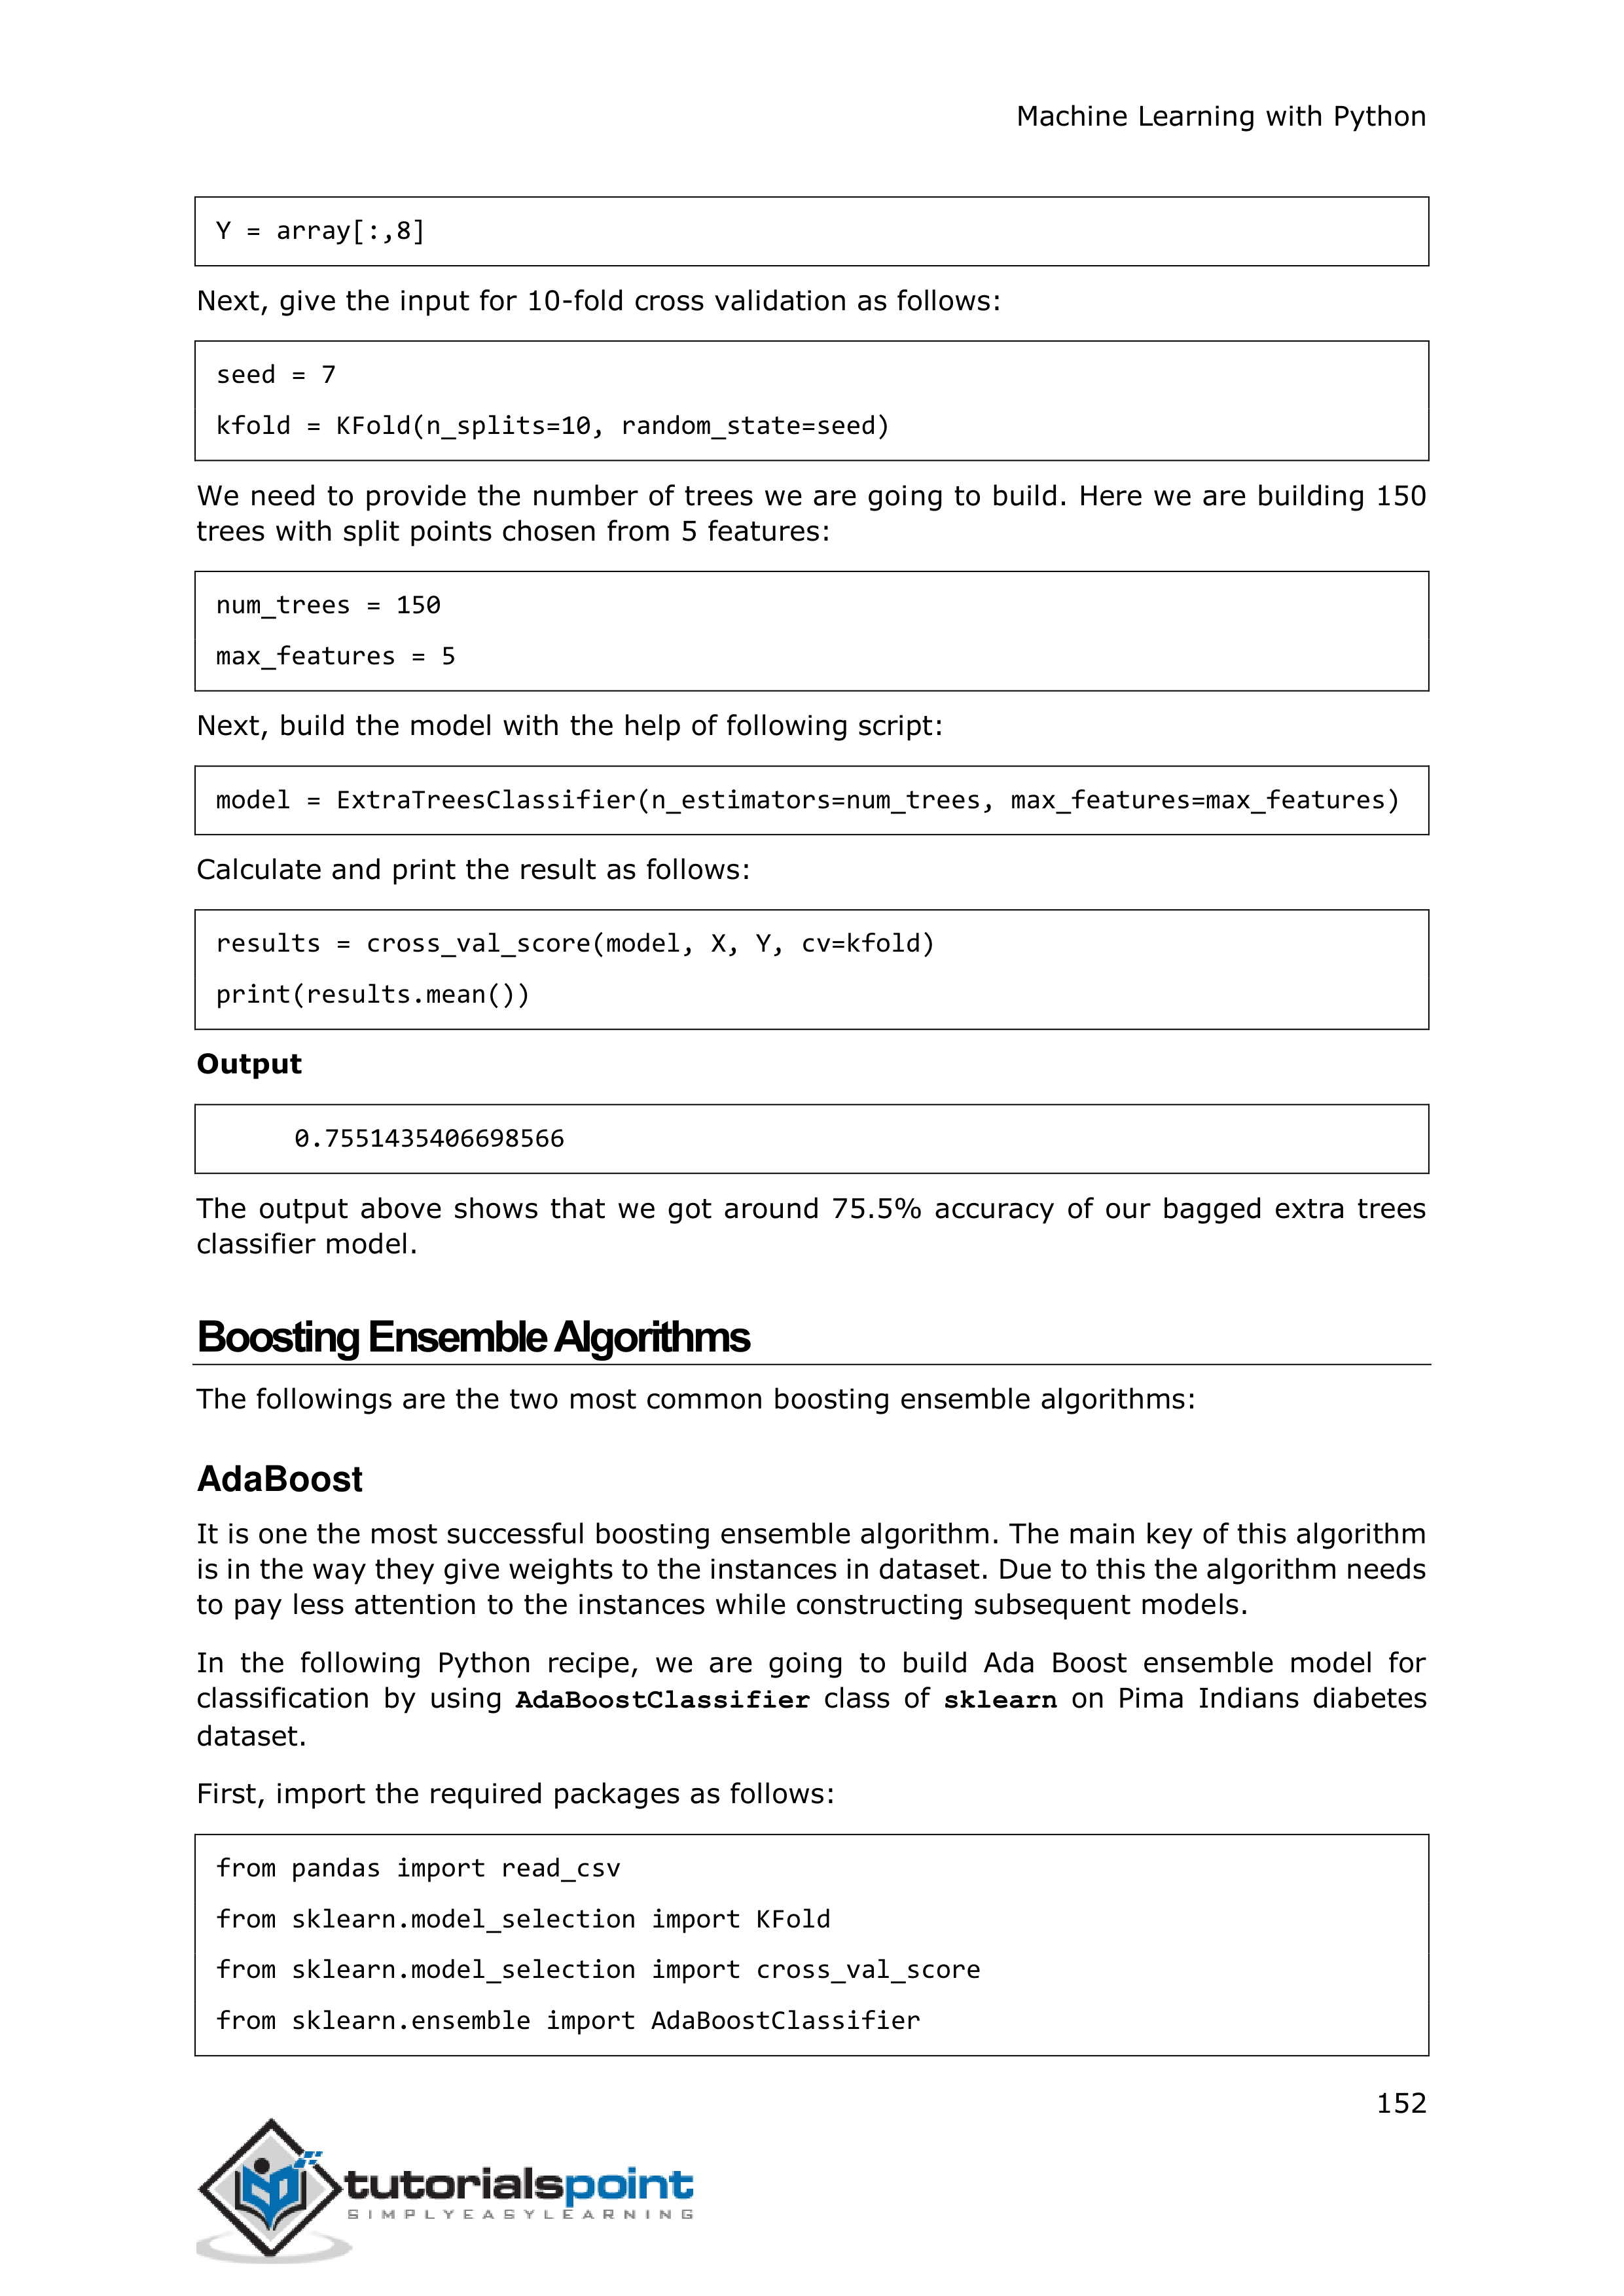 Machine Learning with Python
Y = array[:,8]
Next, give the input for 10-fold cross validation as follows:
seed = 7
kfold = KFold(n_splits=10, random_state=seed)
We need to provide the number of trees we are going to build. Here we are building 150
trees with split points chosen from 5 features:
num_trees = 150
max_features = 5
Next, build the model with the help of following script:
model = ExtraTreesClassifier(n_estimators=num_trees, max_features=max_features)
Calculate and print the result as follows:
results = cross_val_score(model, X, Y, cv=kfold)
print(results.mean())
Output
0.7551435406698566
The output above shows that we got around 75.5% accuracy of our bagged extra trees
classifier model.
Boosting Ensemble Algorithms
The followings are the two most common boosting ensemble algorithms:
AdaBoost
It is one the most successful boosting ensemble algorithm. The main key of this algorithm
is in the way they give weights to the instances in dataset. Due to this the algorithm needs
to pay less attention to the instances while constructing subsequent models.
In the following Python recipe, we are going to build Ada Boost ensemble model for
classification by using AdaBoostClassifier class of sklearn on Pima Indians diabetes
dataset.
First, import the required packages as follows:
from pandas import read_csv
from sklearn.model_selection import KFold
from sklearn.model_selection import cross_val_score
from sklearn.ensemble import AdaBoostClassifier
152
tutorialspoint
SIMPLYEASYLEARNING